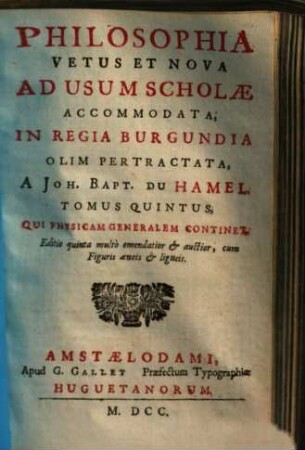 PHILOSOPHIA
VETUS ET NOVA
AD USUM SCHOLÆ
ACCOMMODATA,
IN REGIA BURGUNDIA
OLIM PERTRACTATA,
A JOH. BAPT. DU HAMEL.
TOMUS QUINTUS,
QUI PHYSICAM GENERALEM CONTINET.
Editio quinta multò emendatior & auctior, cum
Figuris æneis & ligneis.
AMSTÆLODAMI,
Apud G. GALLET Præfectum Typographiæ
HUGUETANORUM.
M. DCC.